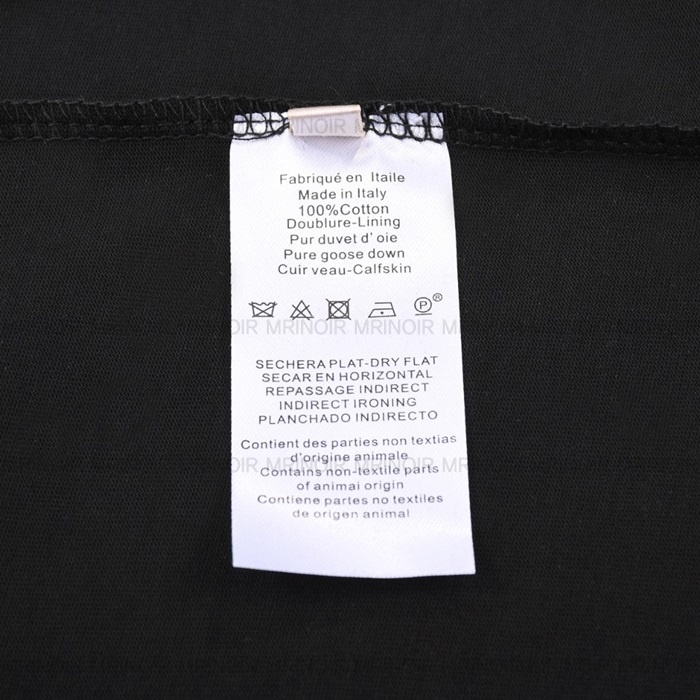 Fabriqué en Itaile
Made in Italy
100%Cotton
Doublure-Lining
Pur duvet d'oie
Pure goose down
Cuir veau-Calfskin
P®
OIR MRINOIR MRINOIR MR
SECHERA PLAT-DRY FLAT
SECAR EN HORIZONTAL
REPASSAGE INDIRECT
INDIRECT IRONING
PLANCHADO INDIRECTO
Contient des parties non textias
d'origine animale
Contains non-textile parts
of animai origin
Contiene partes no textiles
de origen animal